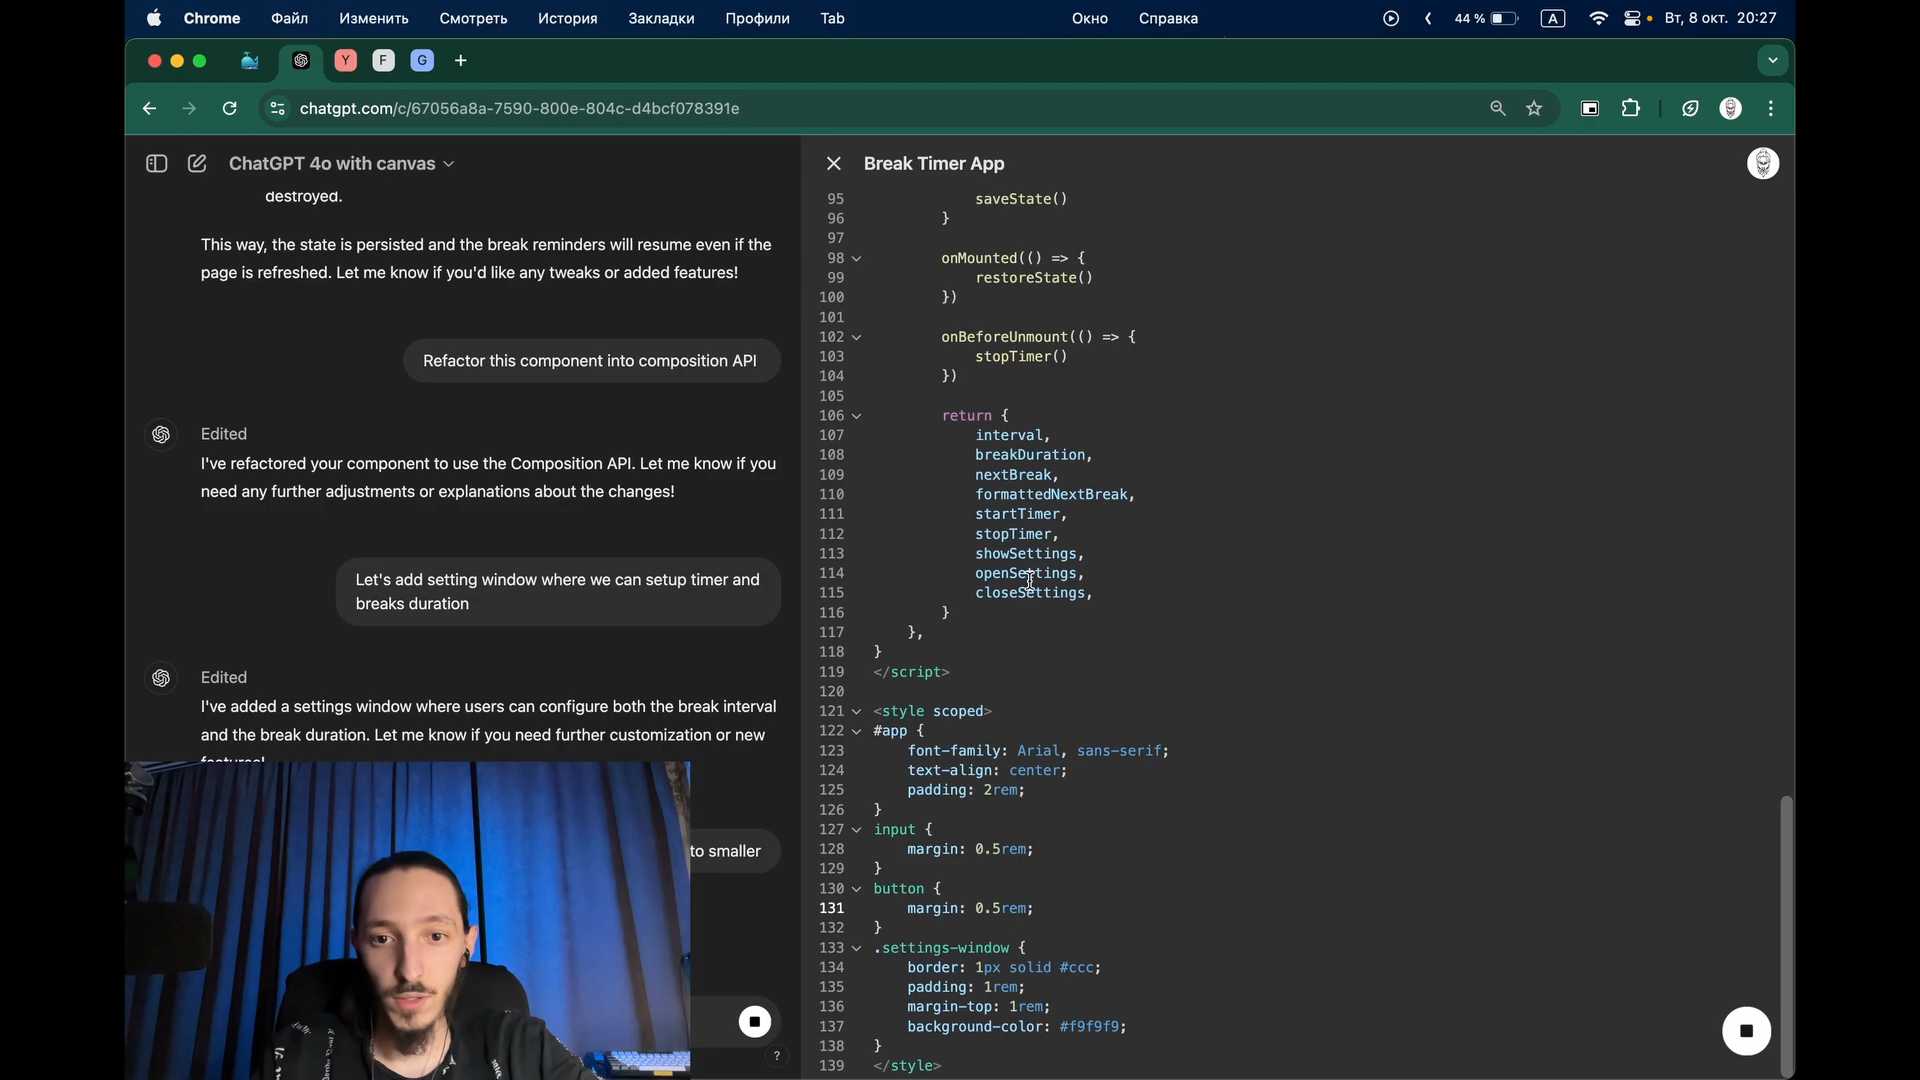 Chrome Файл Изменить Смотреть История Закладки Профили Tab Окно Справка 44 % A Вт, 8 окт. 20:27
Y F G
chatgpt.com/c/67056a8a-7590-800e-804c-d4bcf078391e
ChatGPT 4o with canvas
destroyed.
This way, the state is persisted and the break reminders will resume even if the
page is refreshed. Let me know if you'd like any tweaks or added features!
Refactor this component into composition API
Edited
I've refactored your component to use the Composition API. Let me know if you
need any further adjustments or explanations about the changes!
Let's add setting window where we can setup timer and
breaks duration
Edited
I've added a settings window where users can configure both the break interval
and the break duration. Let me know if you need further customization or new
features!
to smaller
?
Break Timer App
95 saveState()
96 }
97
98 onMounted(() => {
99 restoreState()
100 })
101
102 onBeforeUnmount(() => {
103 stopTimer()
104 })
105
106 return {
107 interval,
108 breakDuration,
109 nextBreak,
110 formattedNextBreak,
111 startTimer,
112 stopTimer,
113 showSettings,
114 openSettings,
115 closeSettings,
116 }
117 },
118 }
119 </script>
120
121 <style scoped>
122 #app {
123 font-family: Arial, sans-serif;
124 text-align: center;
125 padding: 2rem;
126 }
127 input {
128 margin: 0.5rem;
129 }
130 button {
131 margin: 0.5rem;
132 }
133 .settings-window {
134 border: 1px solid #ccc;
135 padding: 1rem;
136 margin-top: 1rem;
137 background-color: #f9f9f9;
138 }
139 </style>